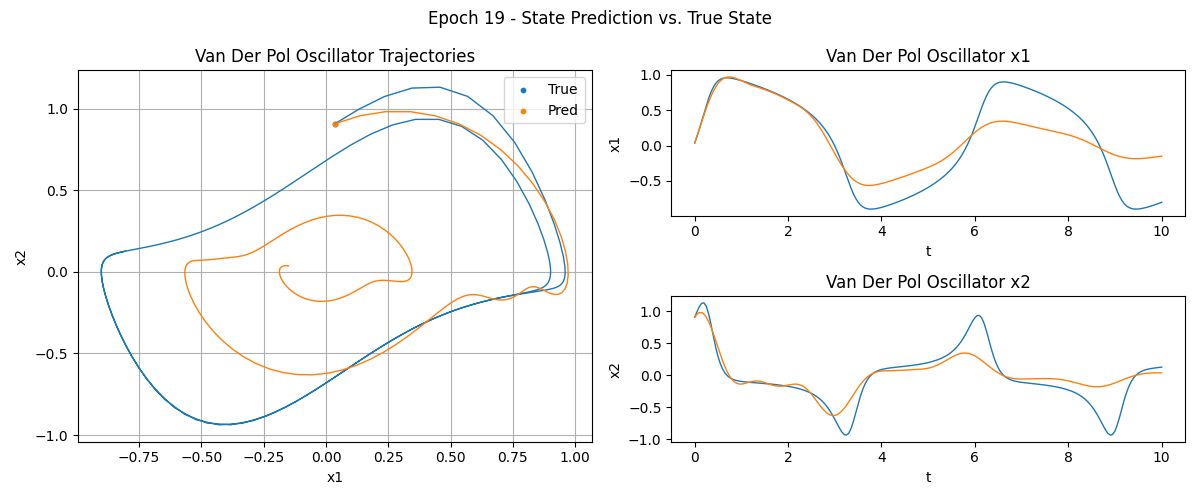 Epoch 19 - State Prediction vs. True State
Van Der Pol Oscillator Trajectories
True
Pred
1.0
0.5
0.0
−0.5
−1.0
x2
−0.75
−0.50
−0.25
0.00
0.25
0.50
0.75
1.00
x1
Van Der Pol Oscillator x1
1.0
0.5
0.0
−0.5
x1
0
2
4
6
8
10
t
Van Der Pol Oscillator x2
1.0
0.5
0.0
−0.5
−1.0
x2
0
2
4
6
8
10
t